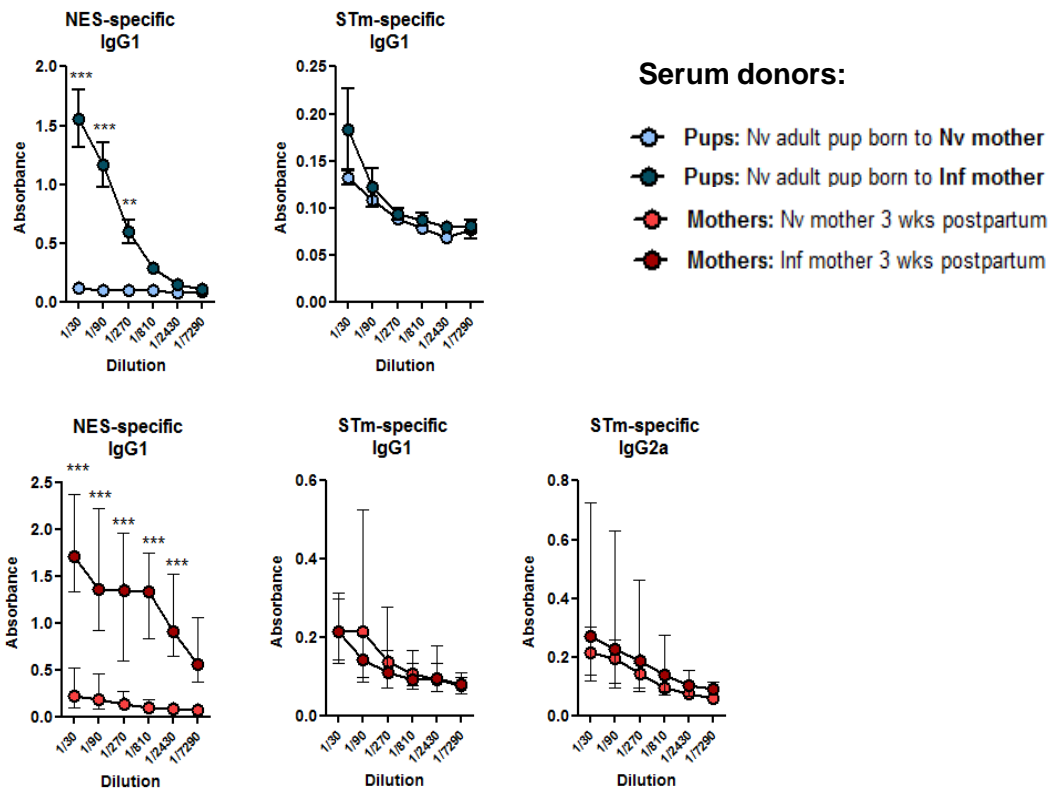 NES-specific
IgG1
2.0
1.5
1.0
0.5
0.0
Absorbance
***
***
**
1/30
1/90
1/270
1/810
1/2430
1/7290
Dilution
STm-specific
IgG1
0.25
0.20
0.15
0.10
0.05
0.00
Absorbance
1/30
1/90
1/270
1/810
1/2430
1/7290
Dilution
Serum donors:
Pups: Nv adult pup born to Nv mother
Pups: Nv adult pup born to Inf mother
Mothers: Nv mother 3 wks postpartum
Mothers: Inf mother 3 wks postpartum
NES-specific
IgG1
2.5
2.0
1.5
1.0
0.5
0.0
Absorbance
***
***
***
***
***
1/30
1/90
1/270
1/810
1/2430
1/7290
Dilution
STm-specific
IgG1
0.6
0.4
0.2
0.0
Absorbance
1/30
1/90
1/270
1/810
1/2430
1/7290
Dilution
STm-specific
IgG2a
0.8
0.6
0.4
0.2
0.0
Absorbance
1/30
1/90
1/270
1/810
1/2430
1/7290
Dilution